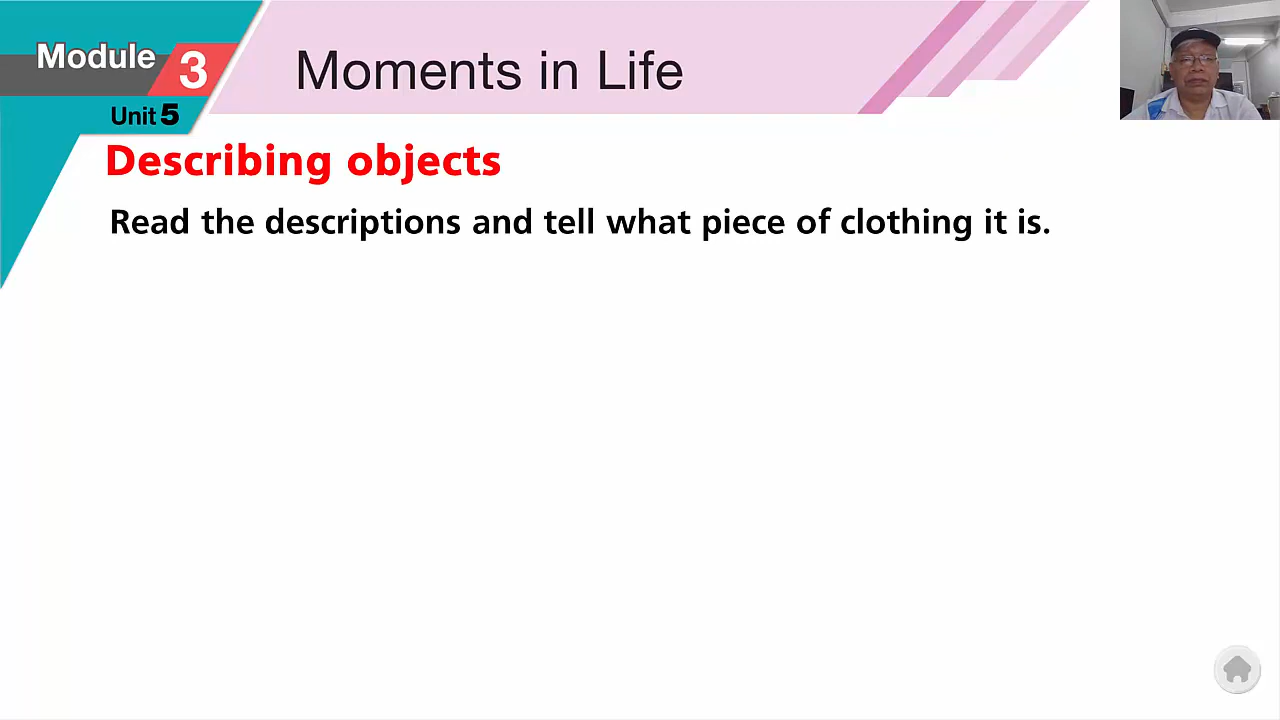 Module 3
Moments in Life
Unit 5
Describing objects
Read the descriptions and tell what piece of clothing it is.